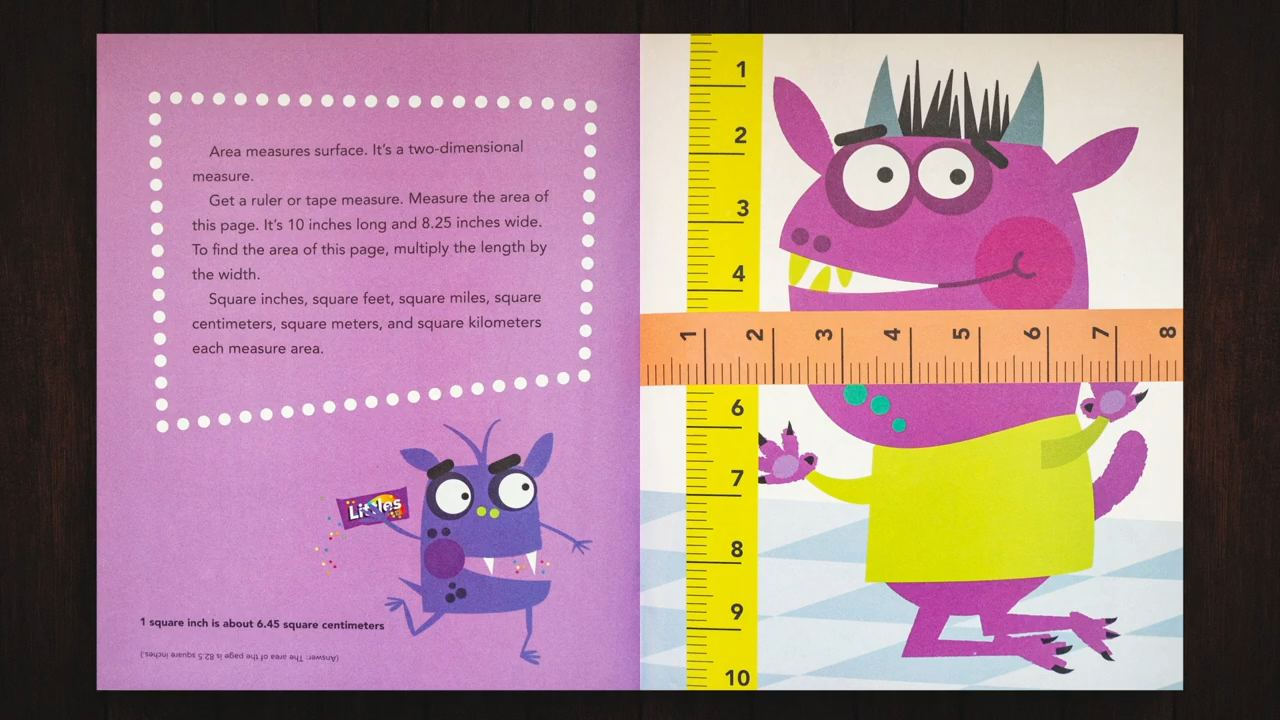 Area measures surface. It's a two-dimensional
measure.
Get a ruler or tape measure. Measure the area of
this page. It's 10 inches long and 8.25 inches wide.
To find the area of this page, multiply the length by
the width.
Square inches, square feet, square miles, square
centimeters, square meters, and square kilometers
each measure area.
Littles
1 square inch is about 6.45 square centimeters
(Answer: The area of the page is 82.5 square inches.)
1
2
3
4
1 2 3 4 5 6 7 8
6
7
8
9
10